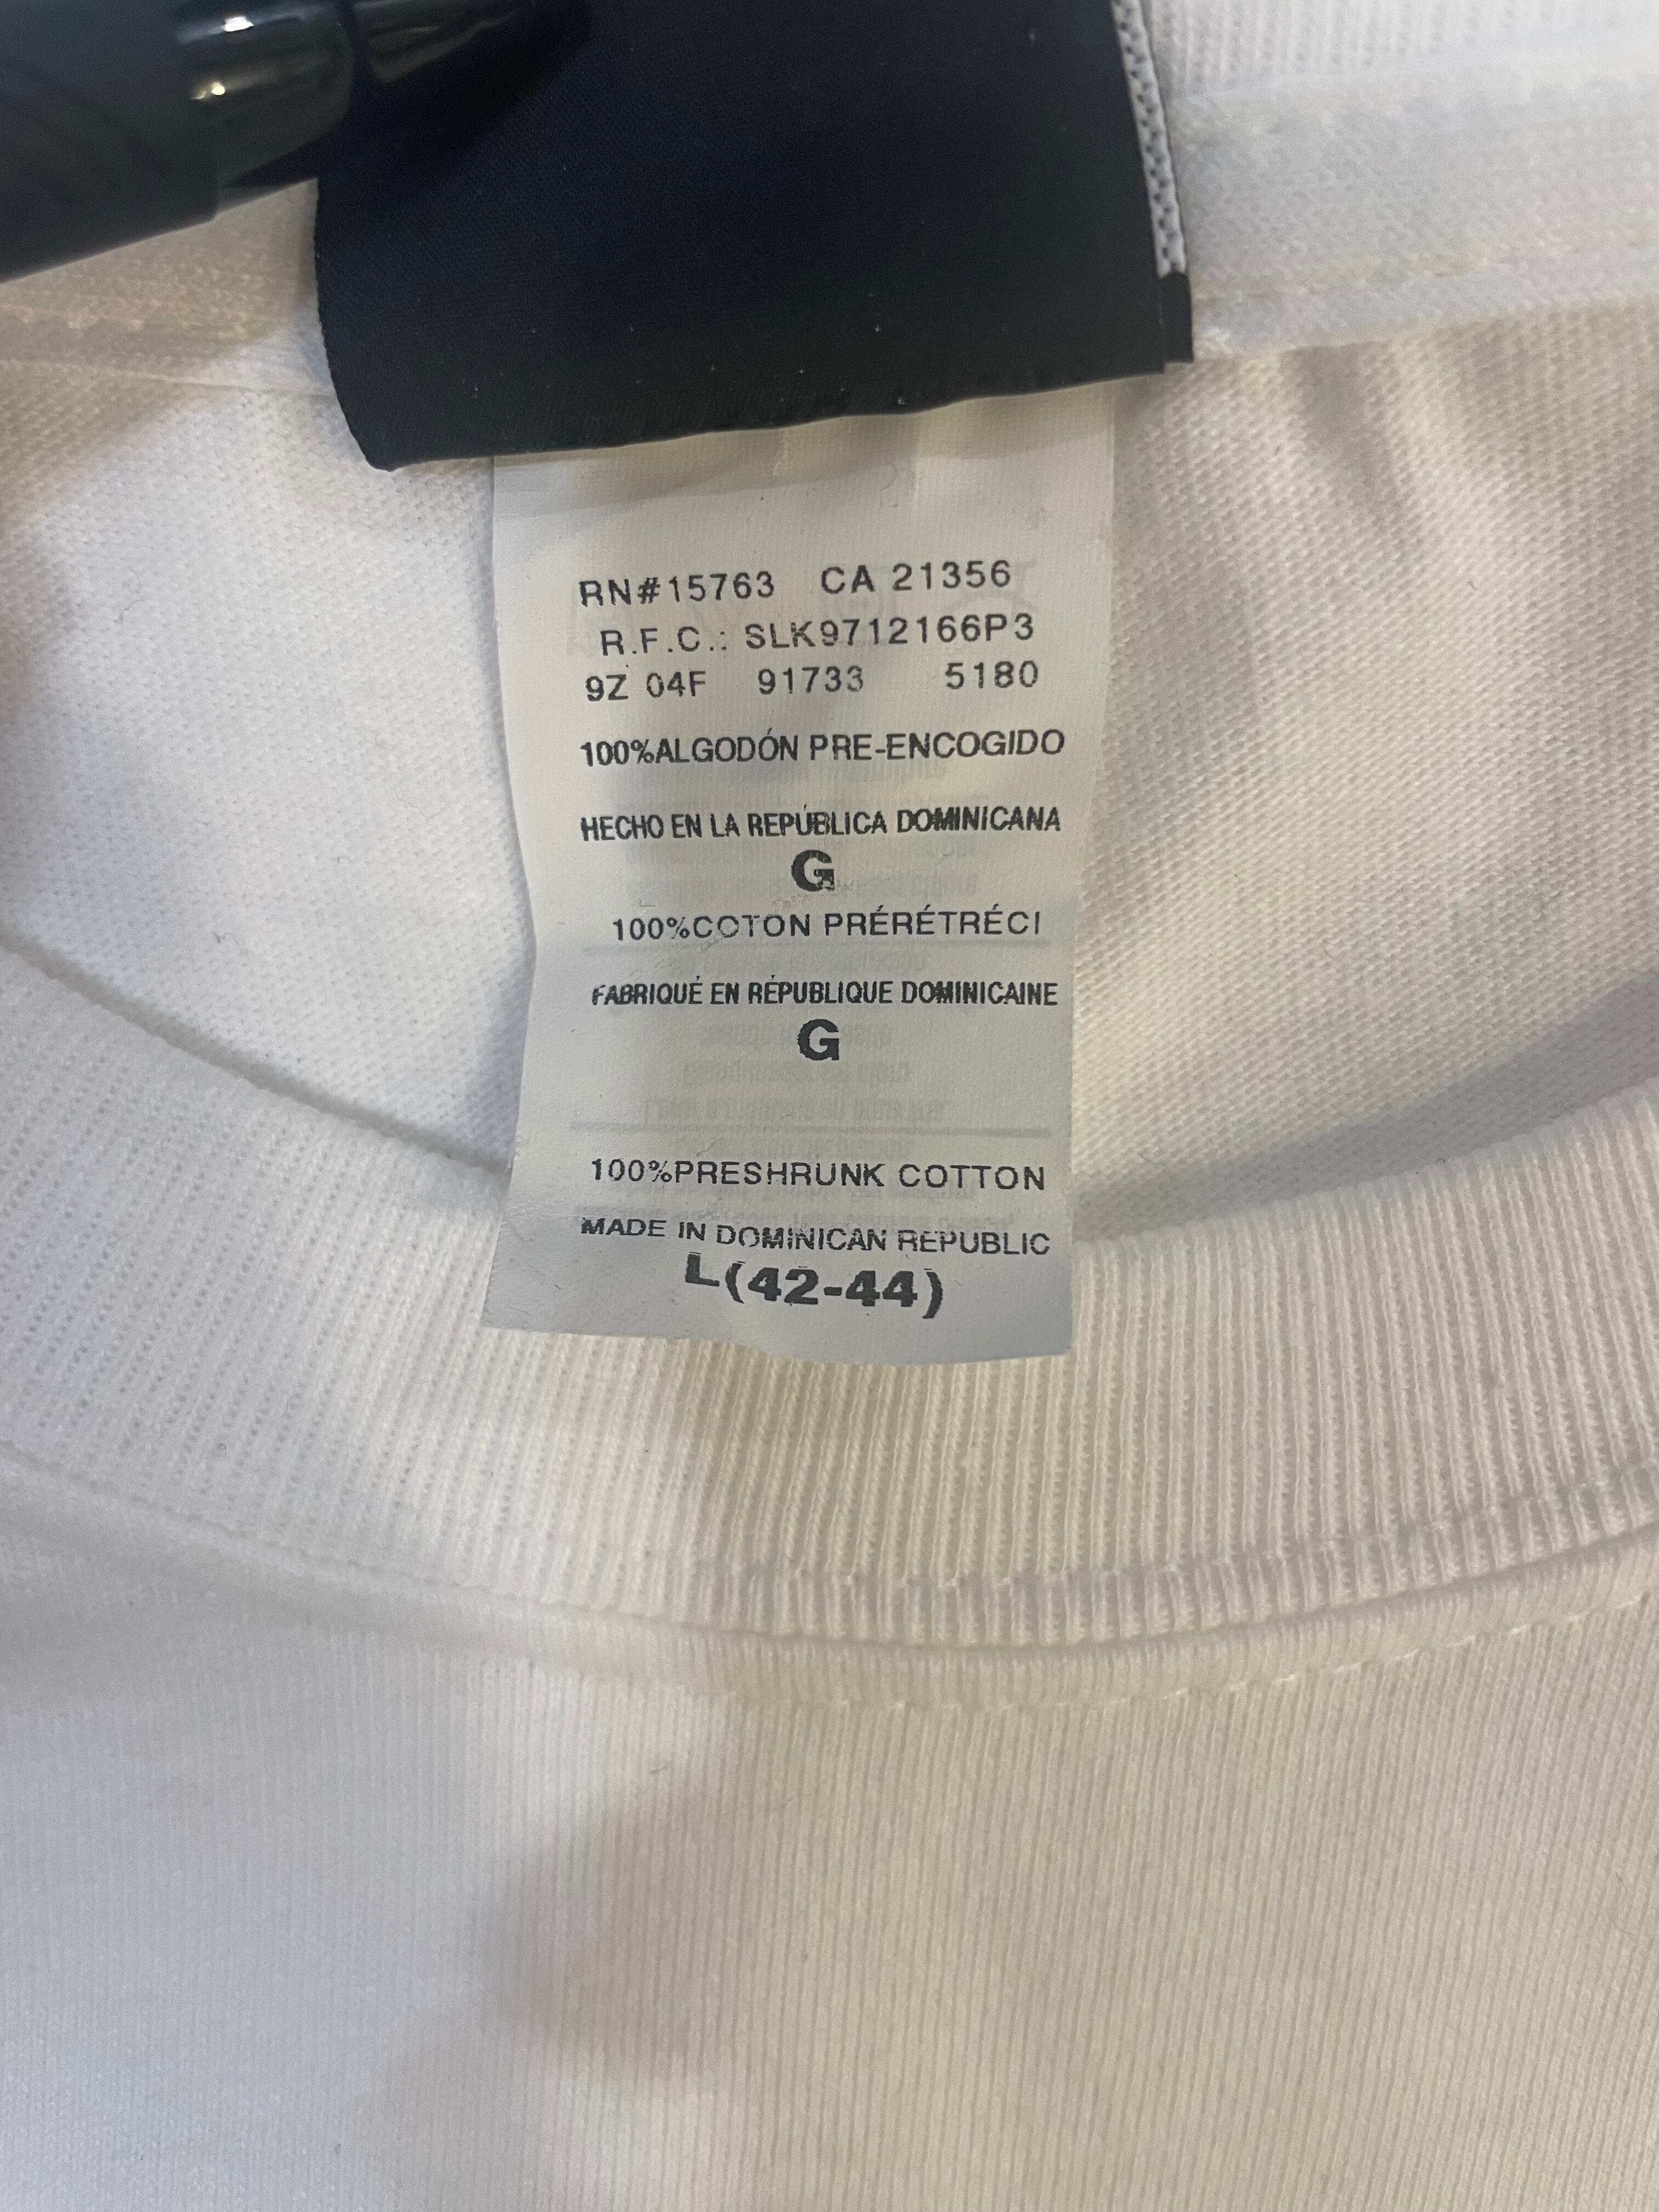 RN#15763 CA 21356
R.F.C.: SLK9712166P3
9Z 04F 91733 5180
100%ALGODÓN PRE-ENCOGIDO
HECHO EN LA REPÚBLICA DOMINICANA
G
100%COTON PRÉRÉTRÉCI
FABRIQUÉ EN RÉPUBLIQUE DOMINICAINE
G
100%PRESHRUNK COTTON
MADE IN DOMINICAN REPUBLIC
L(42-44)